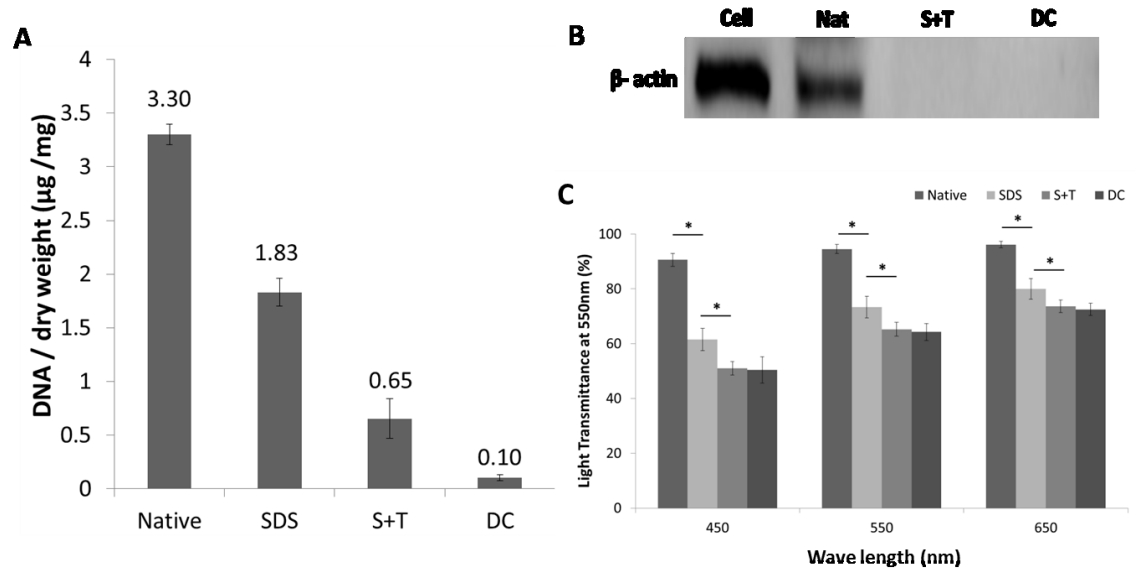 A
DNA / dry weight (µg /mg)
4
3.5
3
2.5
2
1.5
1
0.5
0
3.30
1.83
0.65
0.10
Native SDS S+T DC
B
Cell Nat S+T DC
β- actin
C
Native SDS S+T DC
Light Transmittance at 550nm (%)
100
80
60
40
20
0
* * *
* * *
450 550 650
Wave length (nm)